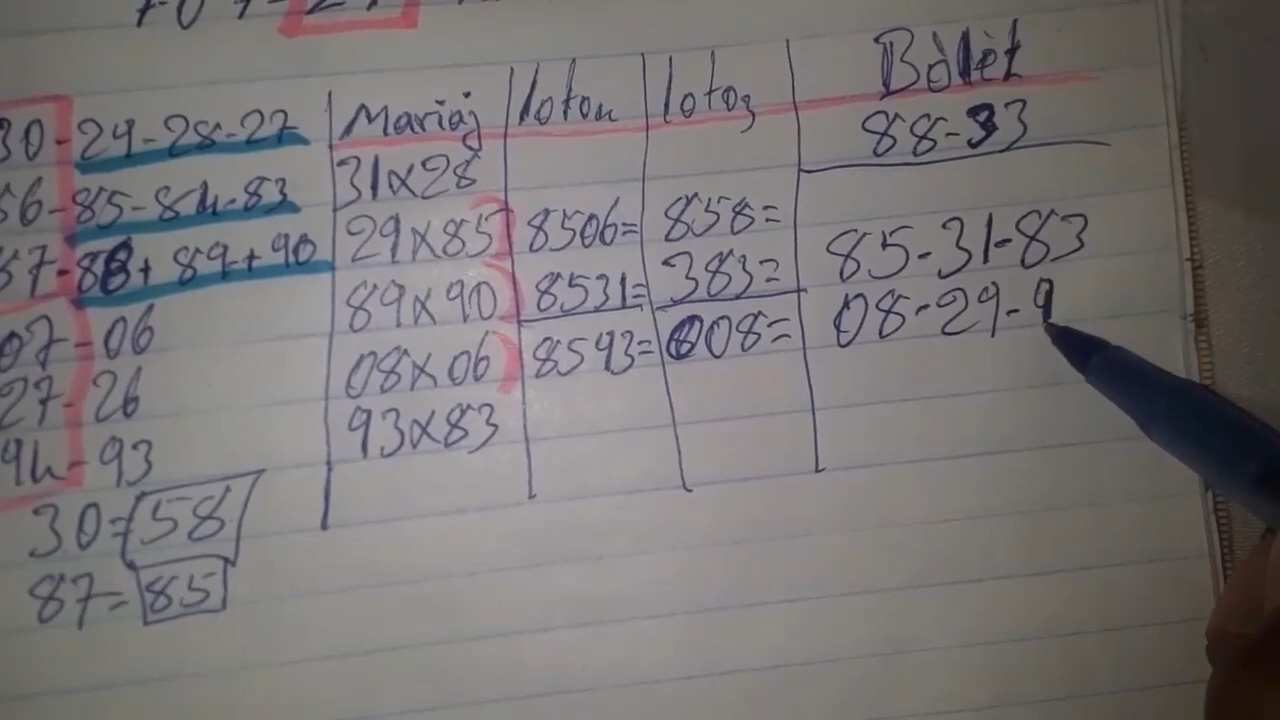 30-29-28-27
86-85-84-83
87-88+89+90
07-06
27-26
94-93
30=58
87=85
Mariaj
31x28
29x85
89x90
08x06
93x83
loto4
8506=
8531=
8593=
loto3
858=
383=
008=
Bòlèt
88-33
85-31-83
08-29-9